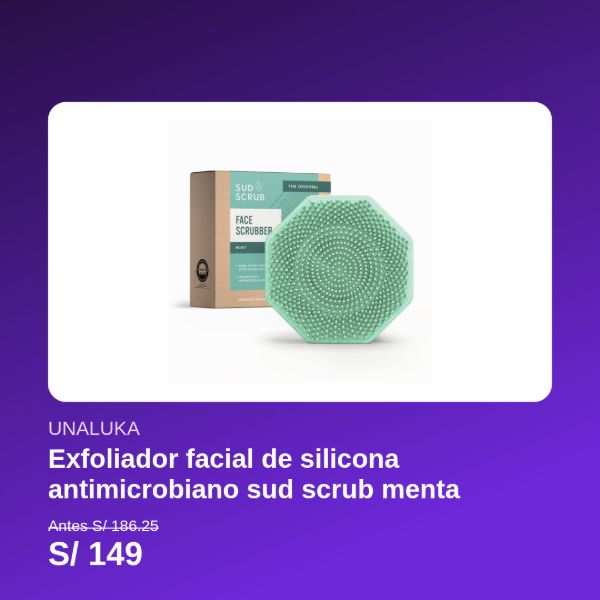 SUD
SCRUB
THE ORIGINAL
FACE
SCRUBBER
MINT
UNALUKA
Exfoliador facial de silicona
antimicrobiano sud scrub menta
Antes S/ 186.25
S/ 149